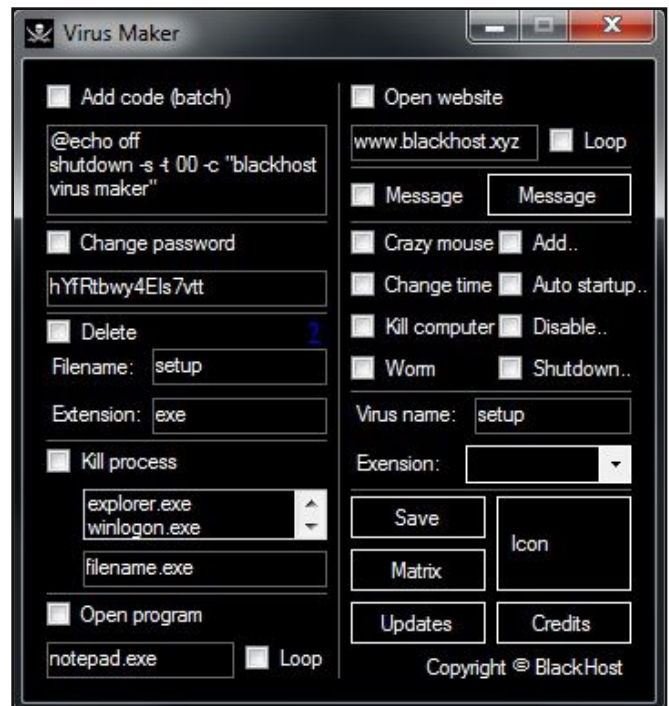 Virus Maker
Add code (batch)
@echo off
shutdown -s -t 00 -c "blackhost
virus maker"
Change password
hYfRtbwy4Els7vtt
Delete
?
Filename: setup
Extension: exe
Kill process
explorer.exe
winlogon.exe
filename.exe
Open program
notepad.exe
Loop
Open website
www.blackhost.xyz
Loop
Message
Message
Crazy mouse
Add..
Change time
Auto startup..
Kill computer
Disable..
Worm
Shutdown..
Virus name: setup
Exension:
Save
Icon
Matrix
Updates
Credits
Copyright © BlackHost